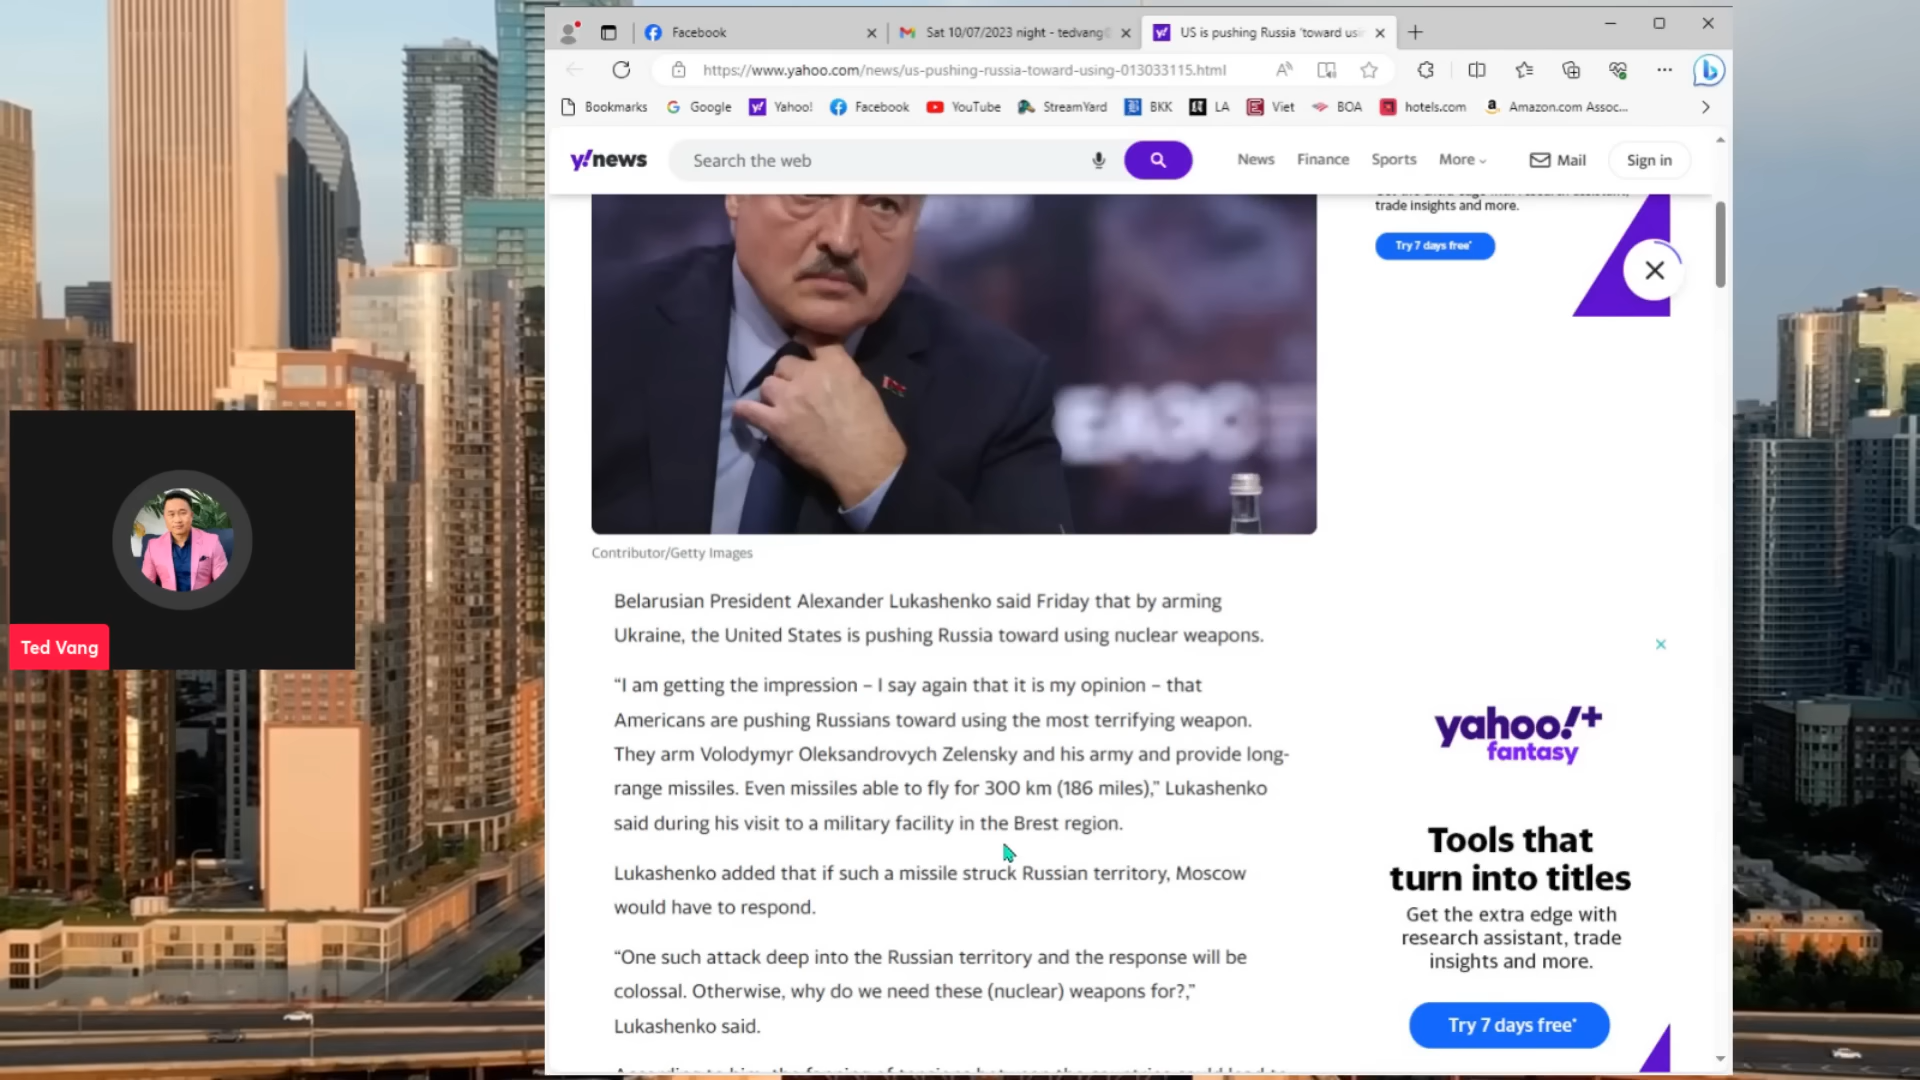 Facebook
Sat 10/07/2023 night - tedvang
US is pushing Russia 'toward usi
https://www.yahoo.com/news/us-pushing-russia-toward-using-013033115.html
Bookmarks
Google
Yahoo!
Facebook
YouTube
StreamYard
BKK
LA
Viet
BOA
hotels.com
Amazon.com Assoc...
y!news
Search the web
News
Finance
Sports
More
Mail
Sign in
trade insights and more.
Try 7 days free*
ЕАЭС
Contributor/Getty Images
Belarusian President Alexander Lukashenko said Friday that by arming
Ukraine, the United States is pushing Russia toward using nuclear weapons.
“I am getting the impression – I say again that it is my opinion – that
Americans are pushing Russians toward using the most terrifying weapon.
They arm Volodymyr Oleksandrovych Zelensky and his army and provide long-
range missiles. Even missiles able to fly for 300 km (186 miles),” Lukashenko
said during his visit to a military facility in the Brest region.
Lukashenko added that if such a missile struck Russian territory, Moscow
would have to respond.
“One such attack deep into the Russian territory and the response will be
colossal. Otherwise, why do we need these (nuclear) weapons for?,”
Lukashenko said.
yahoo!+
fantasy
Tools that
turn into titles
Get the extra edge with
research assistant, trade
insights and more.
Try 7 days free*
Ted Vang